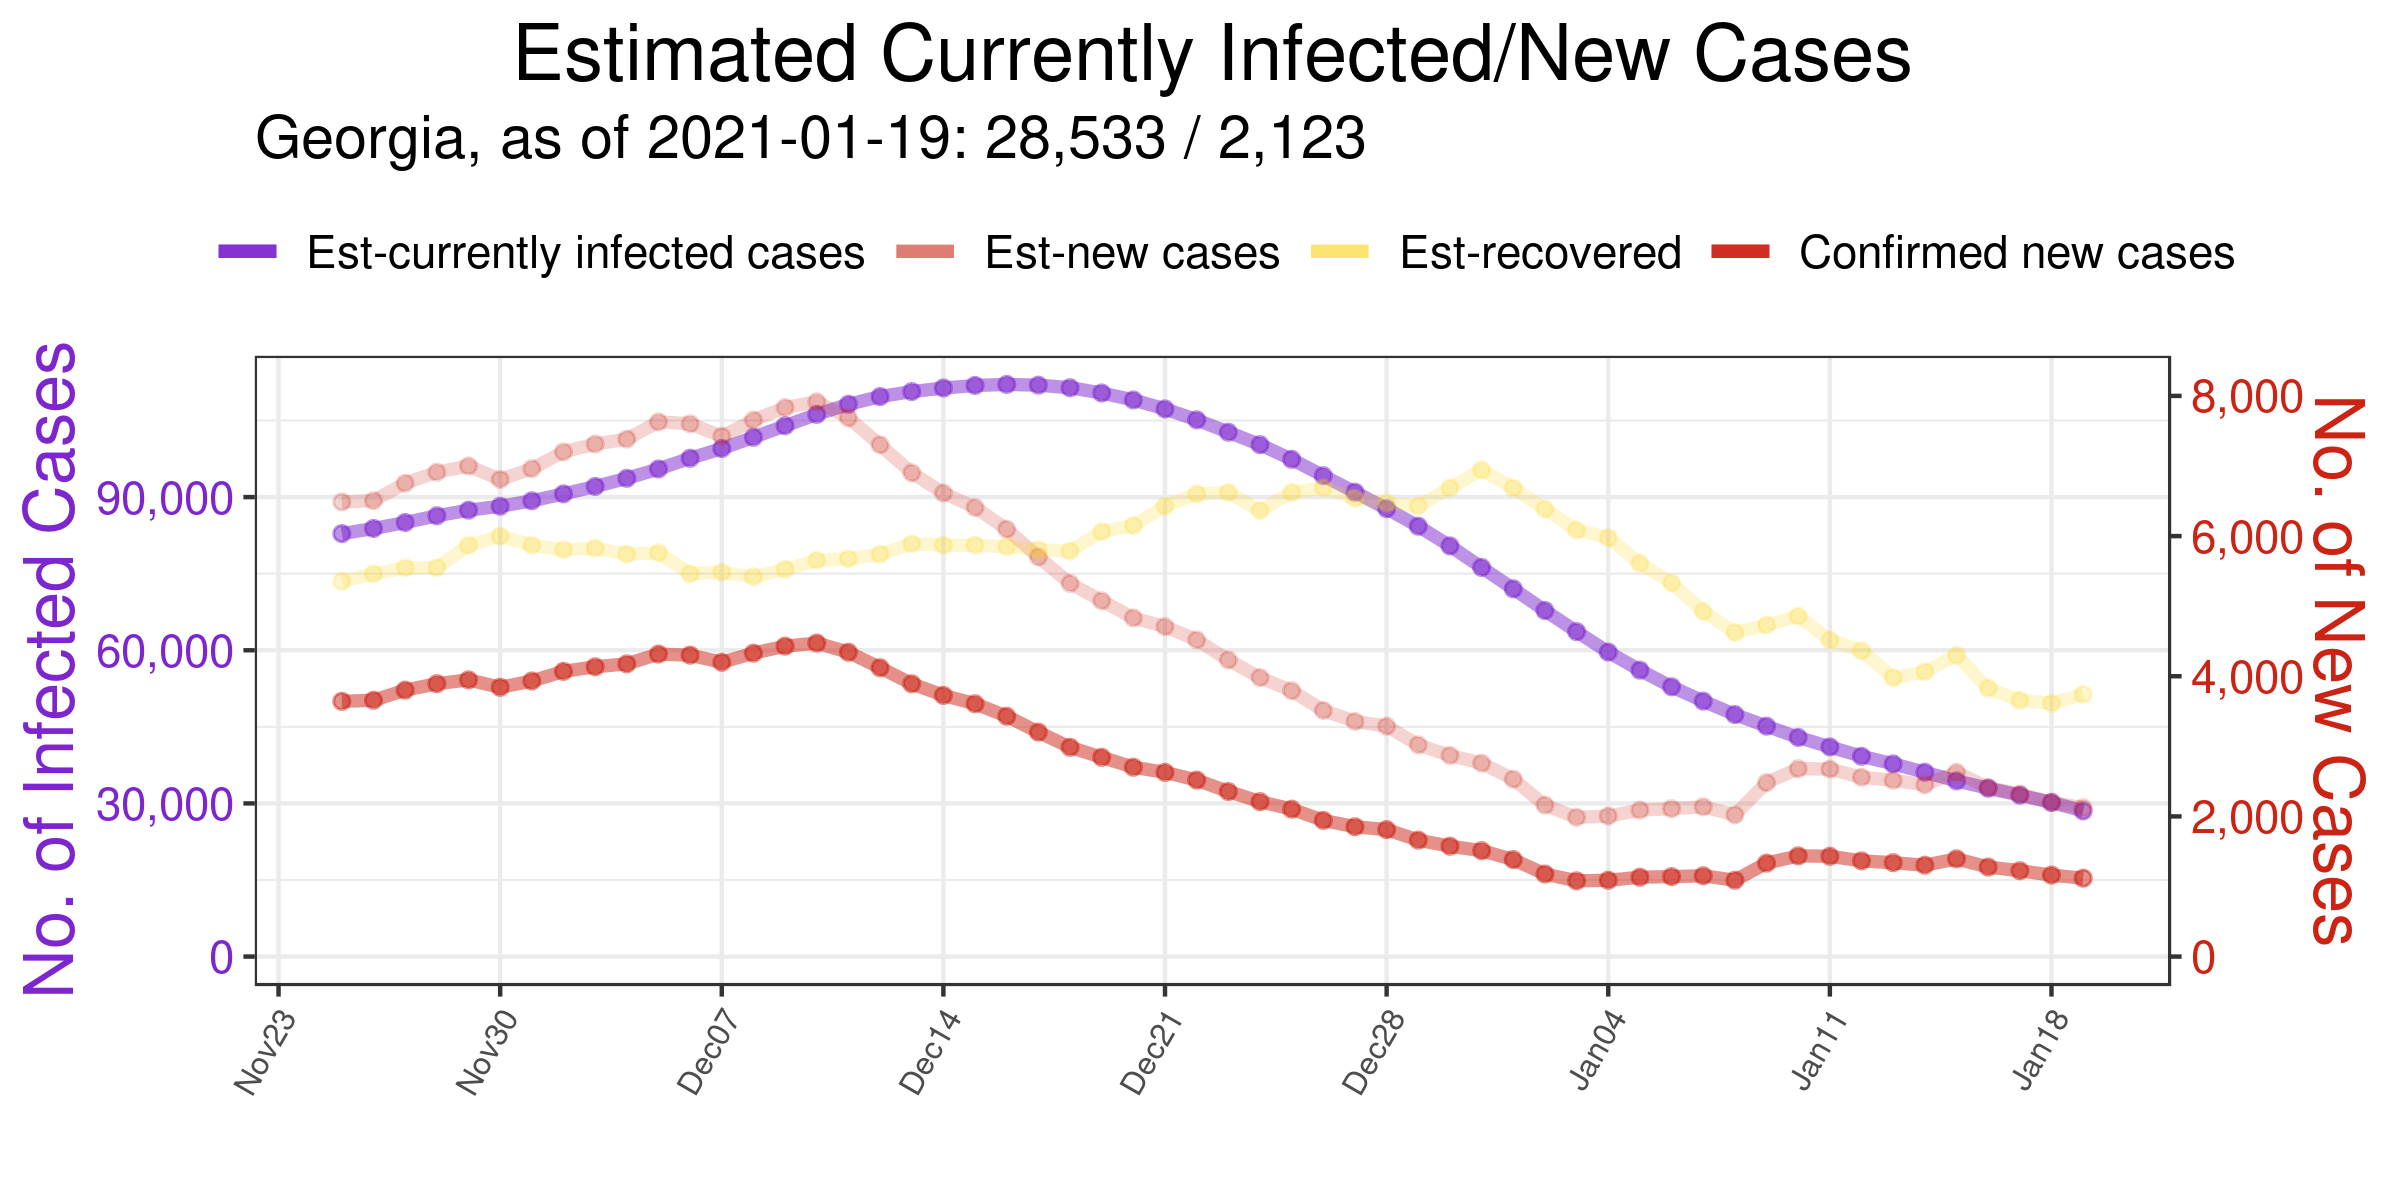 Estimated Currently Infected/New Cases
Georgia, as of 2021-01-19: 28,533 / 2,123
Est-currently infected cases Est-new cases Est-recovered Confirmed new cases
No. of Infected Cases
90,000
60,000
30,000
0
8,000
6,000
4,000
2,000
0
No. of New Cases
Nov23 Nov30 Dec07 Dec14 Dec21 Dec28 Jan04 Jan11 Jan18